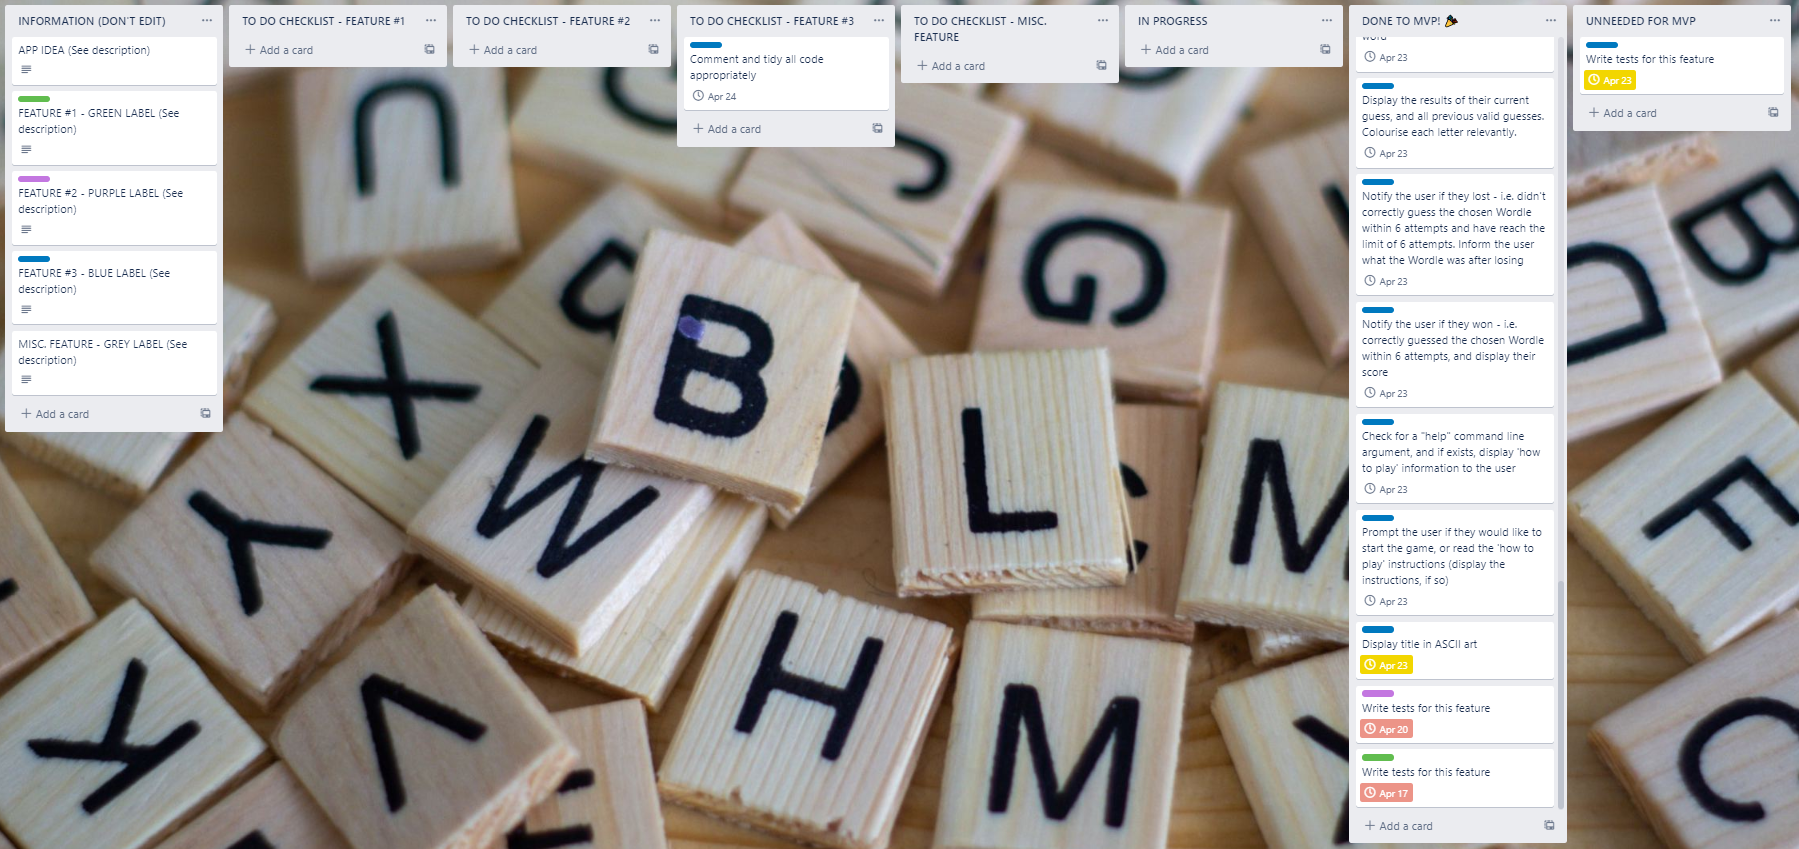 INFORMATION (DON'T EDIT)
APP IDEA (See description)
FEATURE #1 - GREEN LABEL (See
description)
FEATURE #2 - PURPLE LABEL (See
description)
FEATURE #3 - BLUE LABEL (See
description)
MISC. FEATURE - GREY LABEL (See
description)
+ Add a card
TO DO CHECKLIST - FEATURE #1
+ Add a card
TO DO CHECKLIST - FEATURE #2
+ Add a card
TO DO CHECKLIST - FEATURE #3
Comment and tidy all code
appropriately
Apr 24
+ Add a card
TO DO CHECKLIST - MISC.
FEATURE
+ Add a card
IN PROGRESS
+ Add a card
DONE TO MVP! 🎉
word
Apr 23
Display the results of their current
guess, and all previous valid guesses.
Colourise each letter relevantly.
Apr 23
Notify the user if they lost - i.e. didn't
correctly guess the chosen Wordle
within 6 attempts and have reach the
limit of 6 attempts. Inform the user
what the Wordle was after losing
Apr 23
Notify the user if they won - i.e.
correctly guessed the chosen Wordle
within 6 attempts, and display their
score
Apr 23
Check for a "help" command line
argument, and if exists, display 'how
to play' information to the user
Apr 23
Prompt the user if they would like to
start the game, or read the 'how to
play' instructions (display the
instructions, if so)
Apr 23
Display title in ASCII art
Apr 23
Write tests for this feature
Apr 20
Write tests for this feature
Apr 17
+ Add a card
UNNEEDED FOR MVP
Write tests for this feature
Apr 23
+ Add a card
U
J
G
B
B
D
X
B
L
W
M
F
Y
H
K
V
M
C